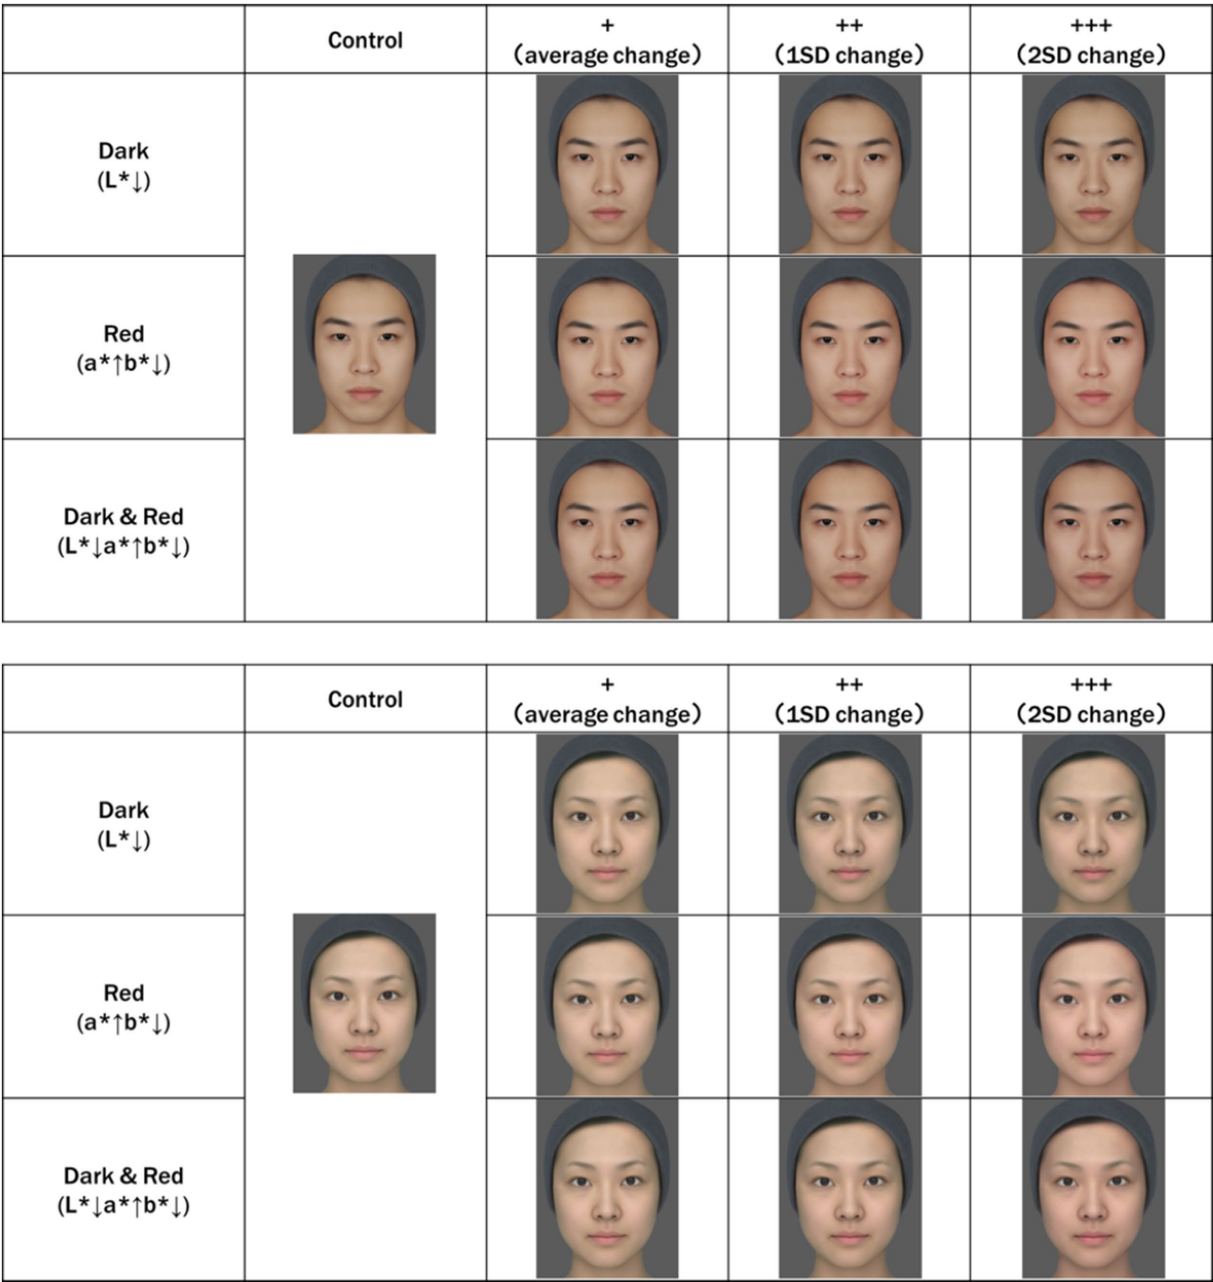 Control
+
（average change）
++
（1SD change）
+++
（2SD change）
Dark
(L*↓)
Red
(a*↑b*↓)
Dark & Red
(L*↓a*↑b*↓)
Control
+
（average change）
++
（1SD change）
+++
（2SD change）
Dark
(L*↓)
Red
(a*↑b*↓)
Dark & Red
(L*↓a*↑b*↓)